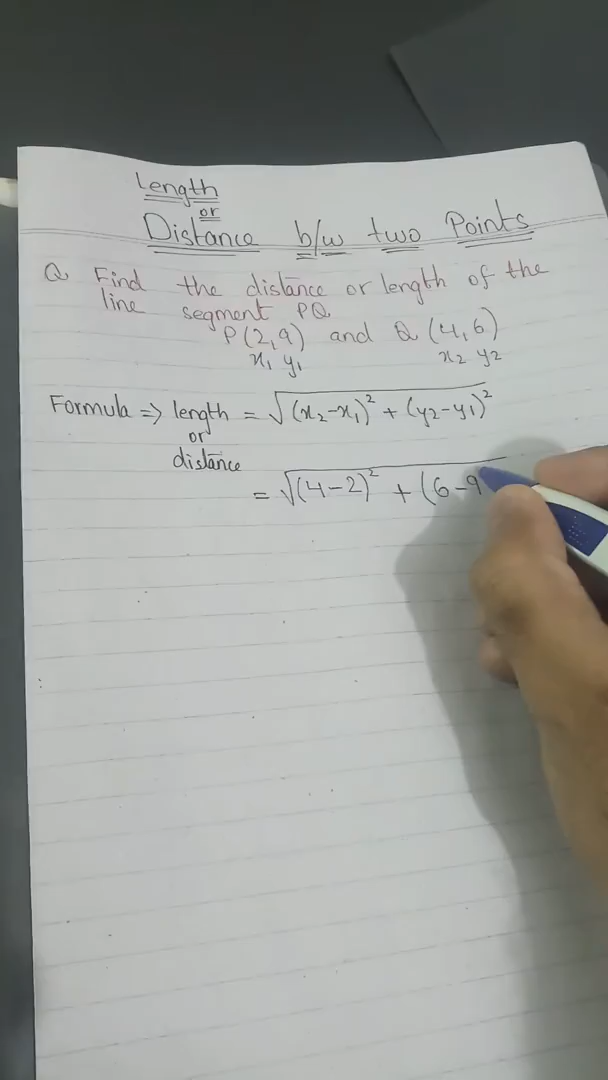 Length
or
Distance b/w two Points
Q Find the distance or length of the
line segment PQ
P(2,9) and Q (4,6)
x₁ y₁ x₂ y₂
Formula => length = √(x₂-x₁)² + (y₂-y₁)²
or
distance
= √(4-2)² + (6-9